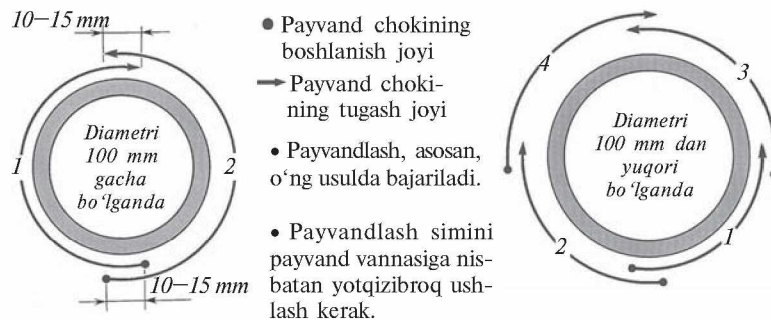 10–15 mm
1
2
Diametri
100 mm
gacha
bo‘lganda
10–15 mm
Payvand chokining
boshlanish joyi
Payvand choki-
ning tugash joyi
• Payvandlash, asosan,
o‘ng usulda bajariladi.
• Payvandlash simini
payvand vannasiga nis-
batan yotqizibroq ush-
lash kerak.
4
3
Diametri
100 mm dan
yuqori
bo‘lganda
2
1